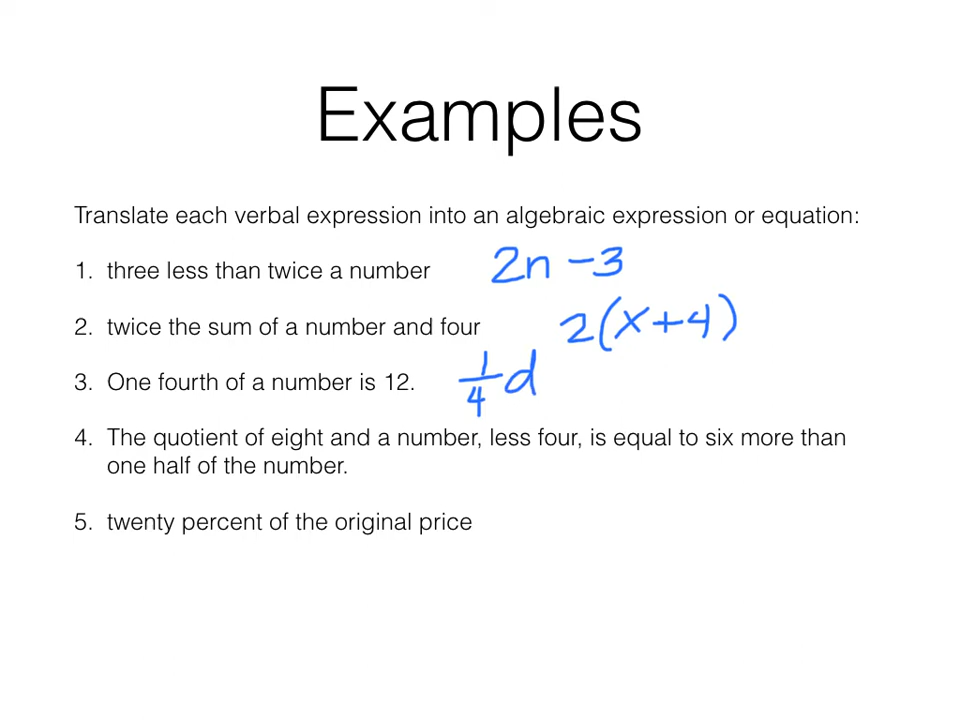 Examples
Translate each verbal expression into an algebraic expression or equation:
1. three less than twice a number 2n - 3
2. twice the sum of a number and four 2(x+4)
3. One fourth of a number is 12. 1/4 d
4. The quotient of eight and a number, less four, is equal to six more than
one half of the number.
5. twenty percent of the original price